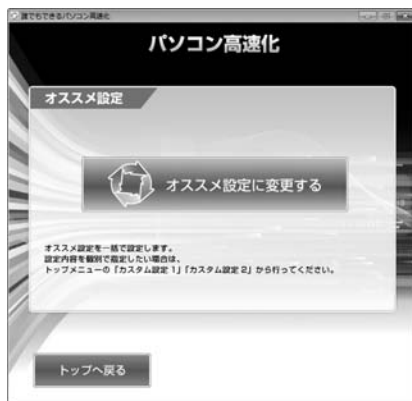 誰でもできるパソコン高速化
パソコン高速化
オススメ設定
オススメ設定に変更する
オススメ設定を一括で設定します。
設定内容を個別で設定したい場合は、
トップメニューの「カスタム設定1」「カスタム設定2」から行ってください。
トップへ戻る